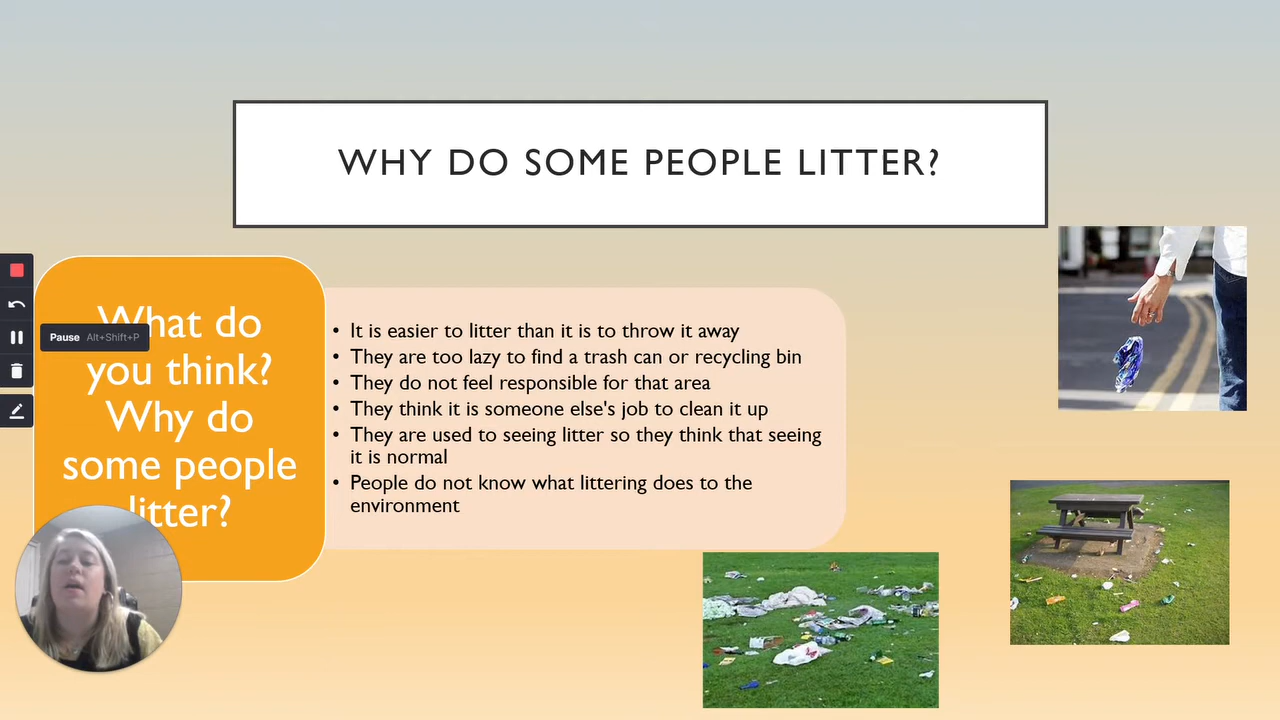 WHY DO SOME PEOPLE LITTER?
What do
you think?
Why do
some people
litter?
Pause Alt+Shift+P
• It is easier to litter than it is to throw it away
• They are too lazy to find a trash can or recycling bin
• They do not feel responsible for that area
• They think it is someone else's job to clean it up
• They are used to seeing litter so they think that seeing
it is normal
• People do not know what littering does to the
environment